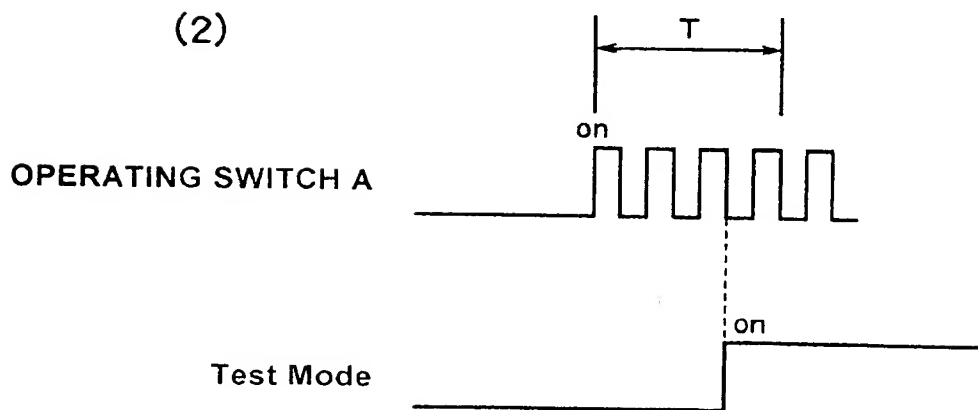 (2)
T
on
OPERATING SWITCH A
on
Test Mode